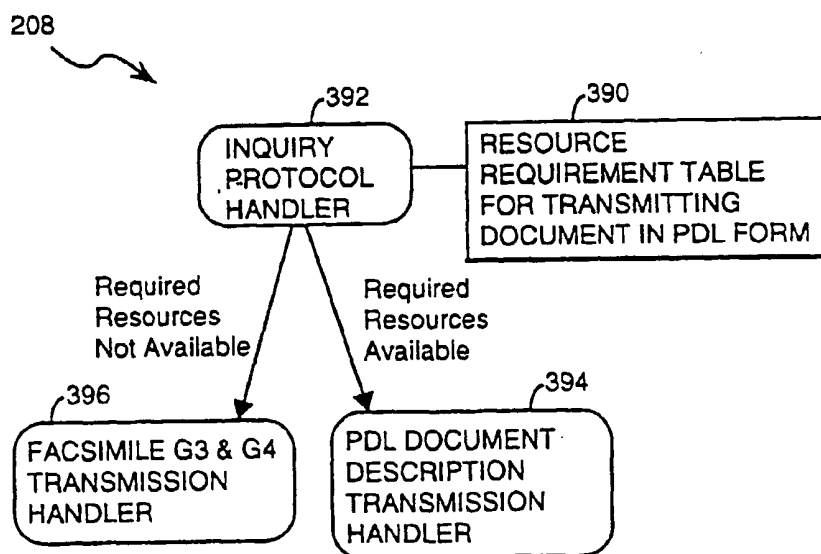 208
392
390
INQUIRY
PROTOCOL
HANDLER
RESOURCE
REQUIREMENT TABLE
FOR TRANSMITTING
DOCUMENT IN PDL FORM
Required
Resources
Not Available
Required
Resources
Available
396
394
FACSIMILE G3 & G4
TRANSMISSION
HANDLER
PDL DOCUMENT
DESCRIPTION
TRANSMISSION
HANDLER